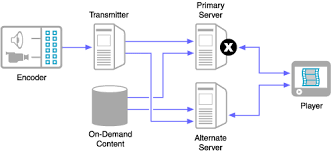 Transmitter
Primary
Server
X
Encoder
Player
On-Demand
Content
Alternate
Server